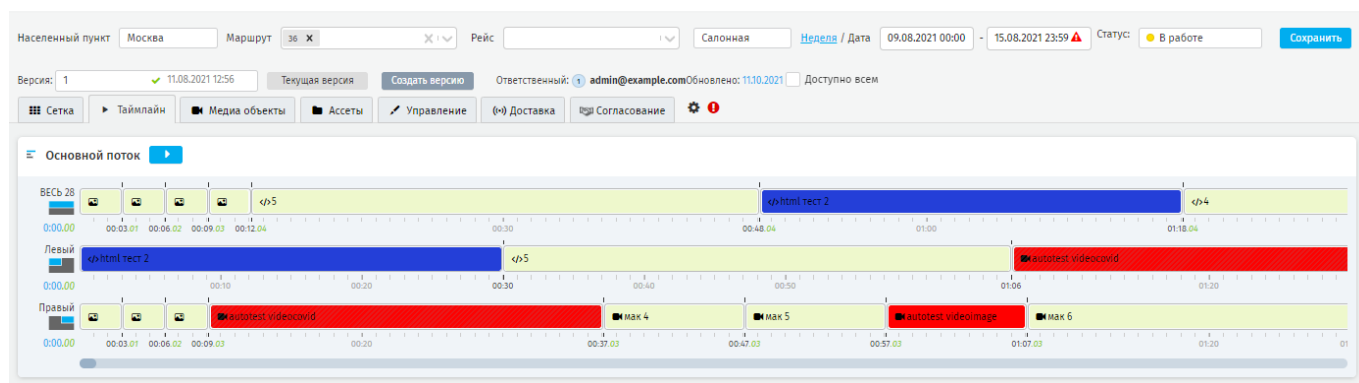 Населенный пункт Москва Маршрут 36 Рейс Салонная Неделя / Дата 09.08.2021 00:00 - 15.08.2021 23:59 Статус: В работе Сохранить
Версия: 1 11.08.2021 12:56 Текущая версия Создать версию Ответственный: 1 admin@example.com Обновлено: 11.10.2021 Доступно всем
Сетка Таймлайн Медиа объекты Ассеты Управление Доставка Согласование
Основной поток
ВЕСЬ 28 </>5 </>html тест 2 </>4
0:00.00 00:03.01 00:06.02 00:09.03 00:12.04 00:30 00:48.04 01:00 01:18.04
Левый </>html тест 2 </>5 autotest videocovid
0:00.00 00:10 00:20 00:30 00:40 00:50 01:06 01:20
Правый autotest videocovid мак 4 мак 5 autotest videoimage мак 6
0:00.00 00:03.01 00:06.02 00:09.03 00:20 00:37.03 00:47.03 00:57.03 01:07.03 01:20